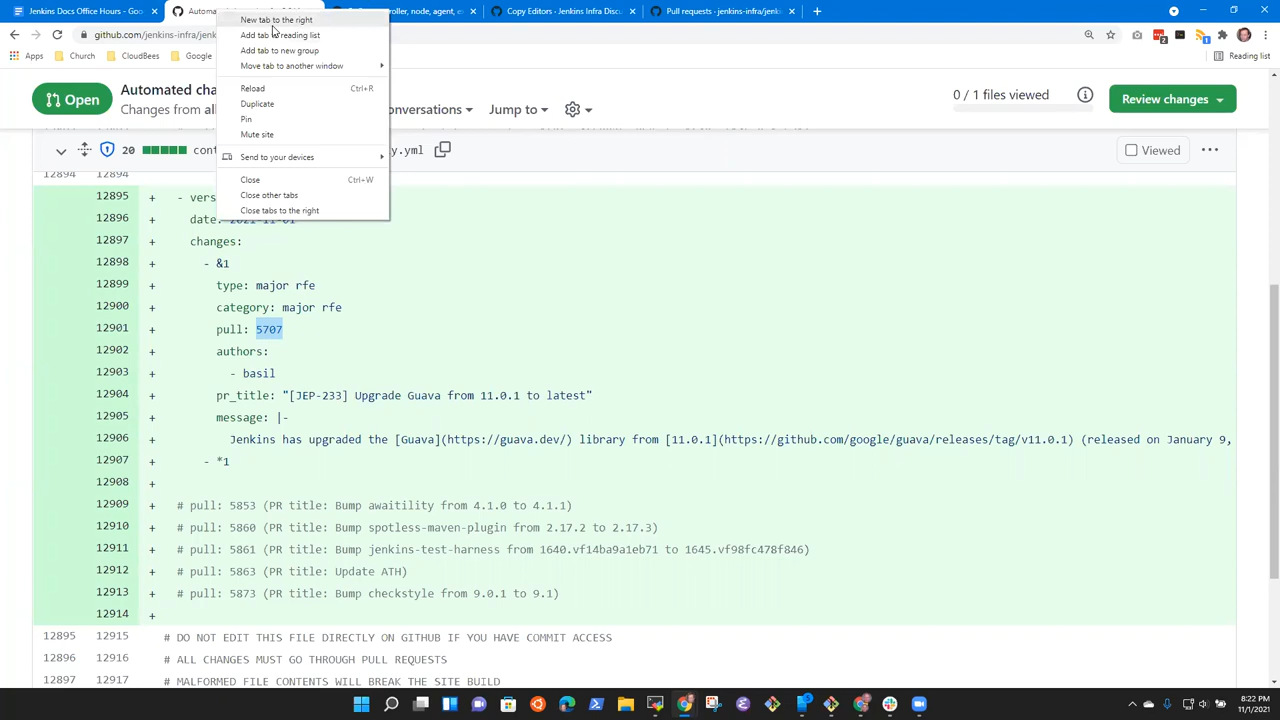 Jenkins Docs Office Hours - Goo
Automa
Controller, node, agent, e
Copy Editors - Jenkins Infra Discu
Pull requests - jenkins-infra/jenki
github.com/jenkins-infra/jenk
Apps
Church
CloudBees
Google
Reading list
New tab to the right
Add tab to reading list
Add tab to new group
Move tab to another window
Reload Ctrl+R
Duplicate
Pin
Mute site
Send to your devices
Close Ctrl+W
Close other tabs
Close tabs to the right
Open
Automated cha
Changes from all
onversations
Jump to
0 / 1 files viewed
Review changes
20 cont
y.yml
Viewed
12894 12894
12895 + - vers
12896 + date: 2021-11-01
12897 + changes:
12898 + - &1
12899 + type: major rfe
12900 + category: major rfe
12901 + pull: 5707
12902 + authors:
12903 + - basil
12904 + pr_title: "[JEP-233] Upgrade Guava from 11.0.1 to latest"
12905 + message: |-
12906 + Jenkins has upgraded the [Guava](https://guava.dev/) library from [11.0.1](https://github.com/google/guava/releases/tag/v11.0.1) (released on January 9,
12907 + - *1
12908 +
12909 + # pull: 5853 (PR title: Bump awaitility from 4.1.0 to 4.1.1)
12910 + # pull: 5860 (PR title: Bump spotless-maven-plugin from 2.17.2 to 2.17.3)
12911 + # pull: 5861 (PR title: Bump jenkins-test-harness from 1640.vf14ba9a1eb71 to 1645.vf98fc478f846)
12912 + # pull: 5863 (PR title: Update ATH)
12913 + # pull: 5873 (PR title: Bump checkstyle from 9.0.1 to 9.1)
12914 +
12895 12915 # DO NOT EDIT THIS FILE DIRECTLY ON GITHUB IF YOU HAVE COMMIT ACCESS
12896 12916 # ALL CHANGES MUST GO THROUGH PULL REQUESTS
12897 12917 # MALFORMED FILE CONTENTS WILL BREAK THE SITE BUILD
8:22 PM
11/1/2021